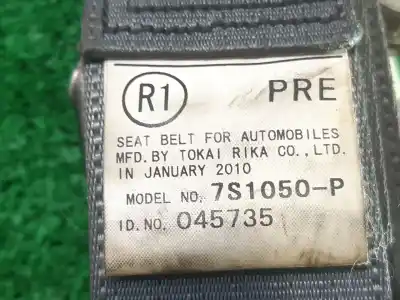 R1 PRE
SEAT BELT FOR AUTOMOBILES
MFD. BY TOKAI RIKA CO., LTD.
IN JANUARY 2010
MODEL NO. 7S1050-P
ID. NO. 045735